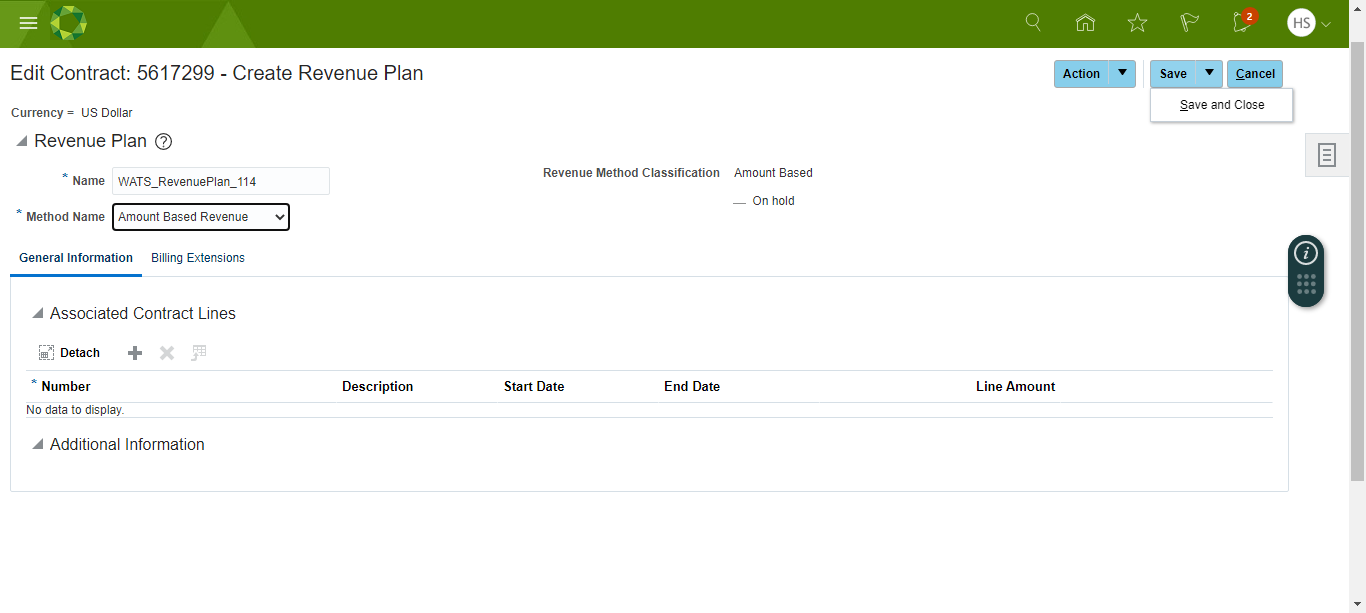 2
HS
Edit Contract: 5617299 - Create Revenue Plan
Action
Save
Cancel
Save and Close
Currency = US Dollar
Revenue Plan ?
* Name WATS_RevenuePlan_114
Revenue Method Classification Amount Based
* Method Name Amount Based Revenue
On hold
General Information Billing Extensions
i
Associated Contract Lines
Detach
* Number Description Start Date End Date Line Amount
No data to display.
Additional Information